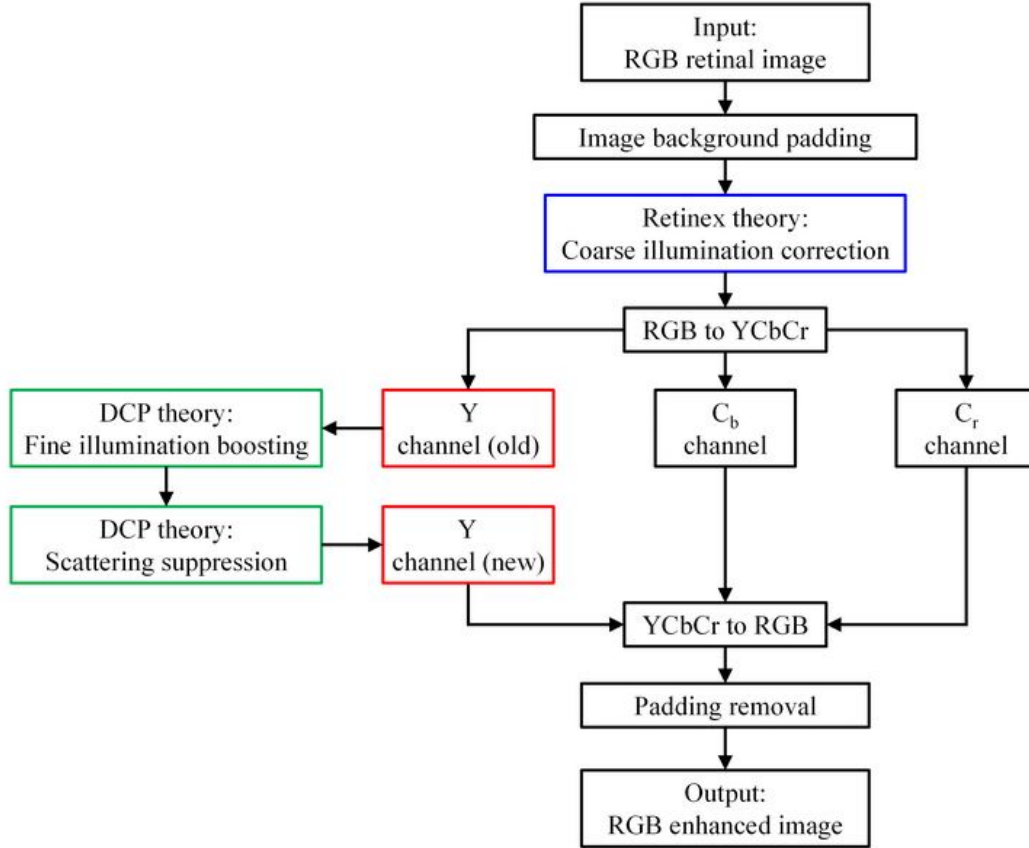 Input:
RGB retinal image
Image background padding
Retinex theory:
Coarse illumination correction
RGB to YCbCr
DCP theory:
Fine illumination boosting
Y
channel (old)
C_b
channel
C_r
channel
DCP theory:
Scattering suppression
Y
channel (new)
YCbCr to RGB
Padding removal
Output:
RGB enhanced image